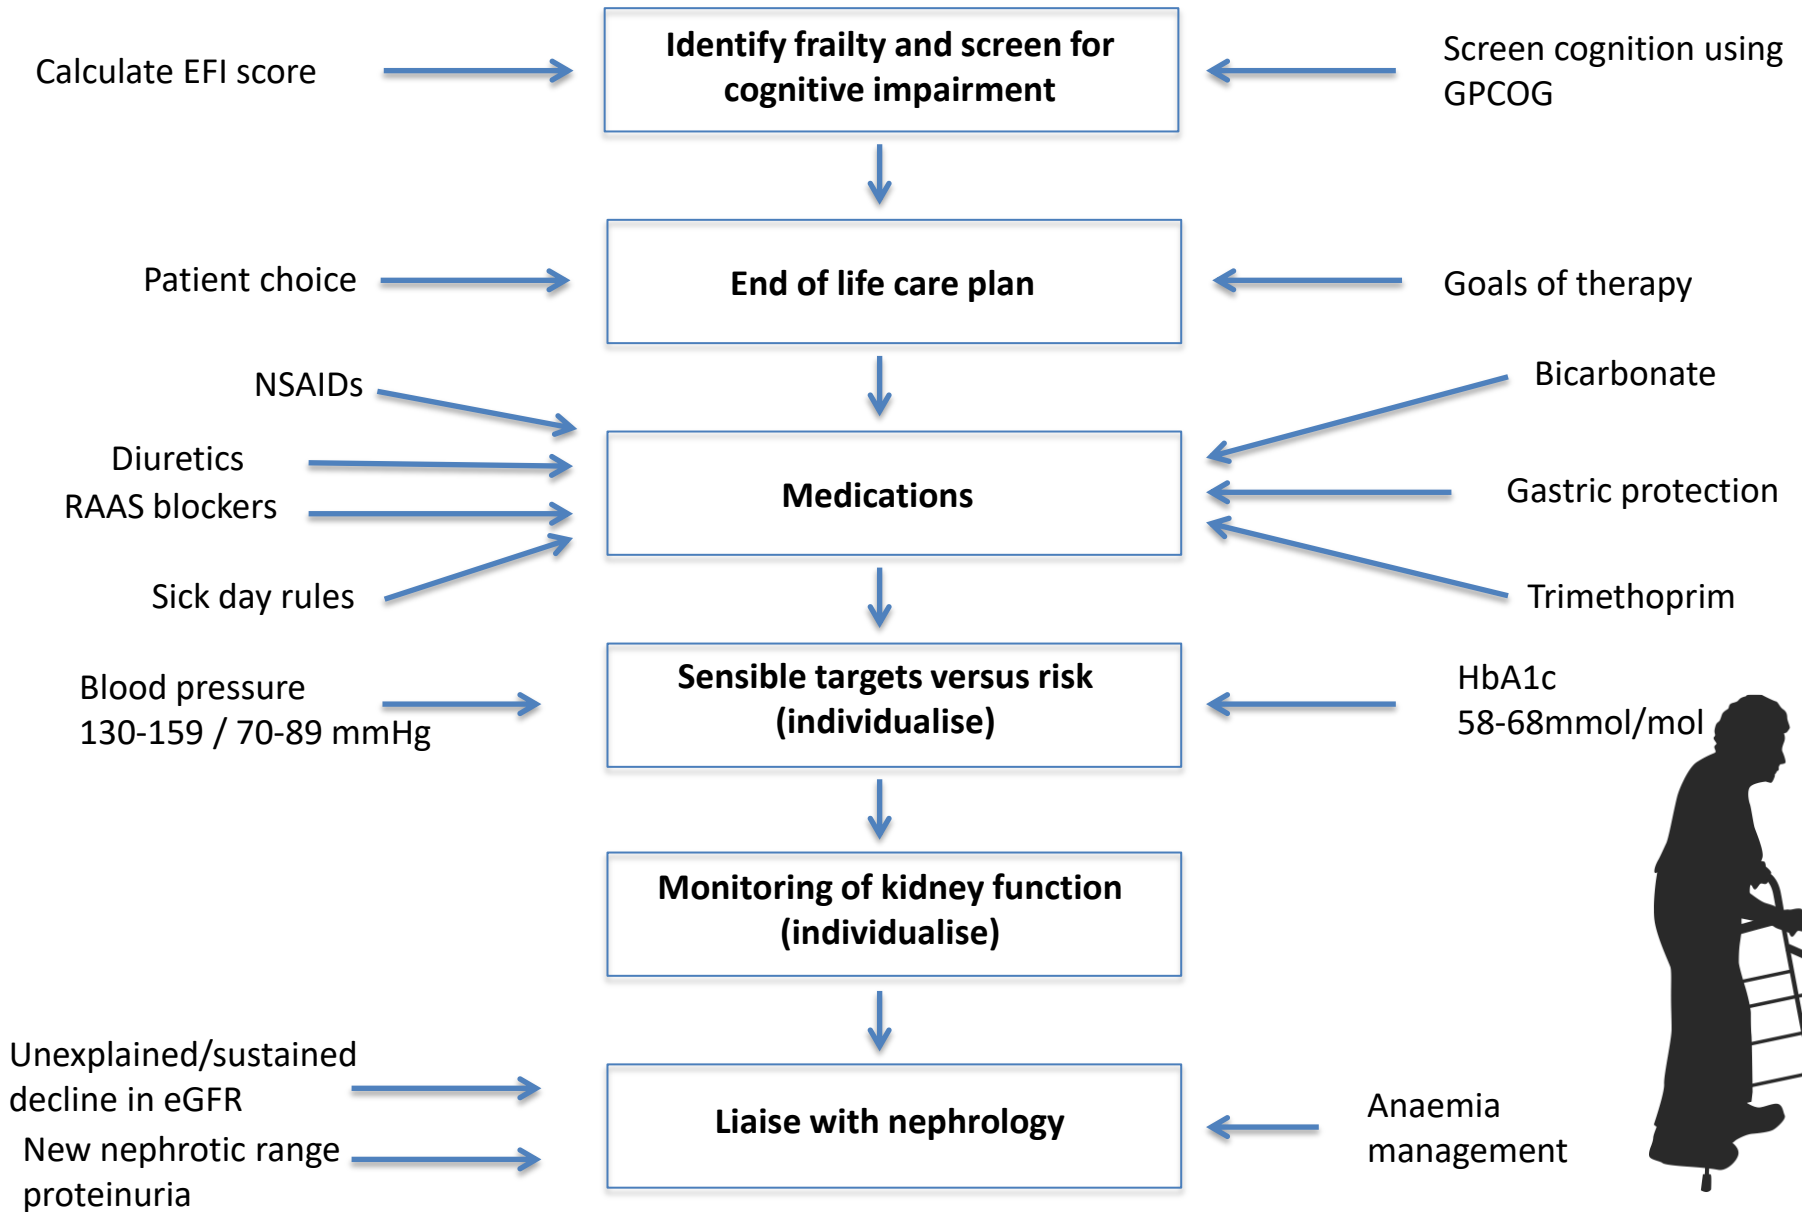 Calculate EFI score
Identify frailty and screen for
cognitive impairment
Screen cognition using
GPCOG
Patient choice
End of life care plan
Goals of therapy
NSAIDs
Diuretics
RAAS blockers
Sick day rules
Medications
Bicarbonate
Gastric protection
Trimethoprim
Blood pressure
130-159 / 70-89 mmHg
Sensible targets versus risk
(individualise)
HbA1c
58-68mmol/mol
Monitoring of kidney function
(individualise)
Unexplained/sustained
decline in eGFR
New nephrotic range
proteinuria
Liaise with nephrology
Anaemia
management